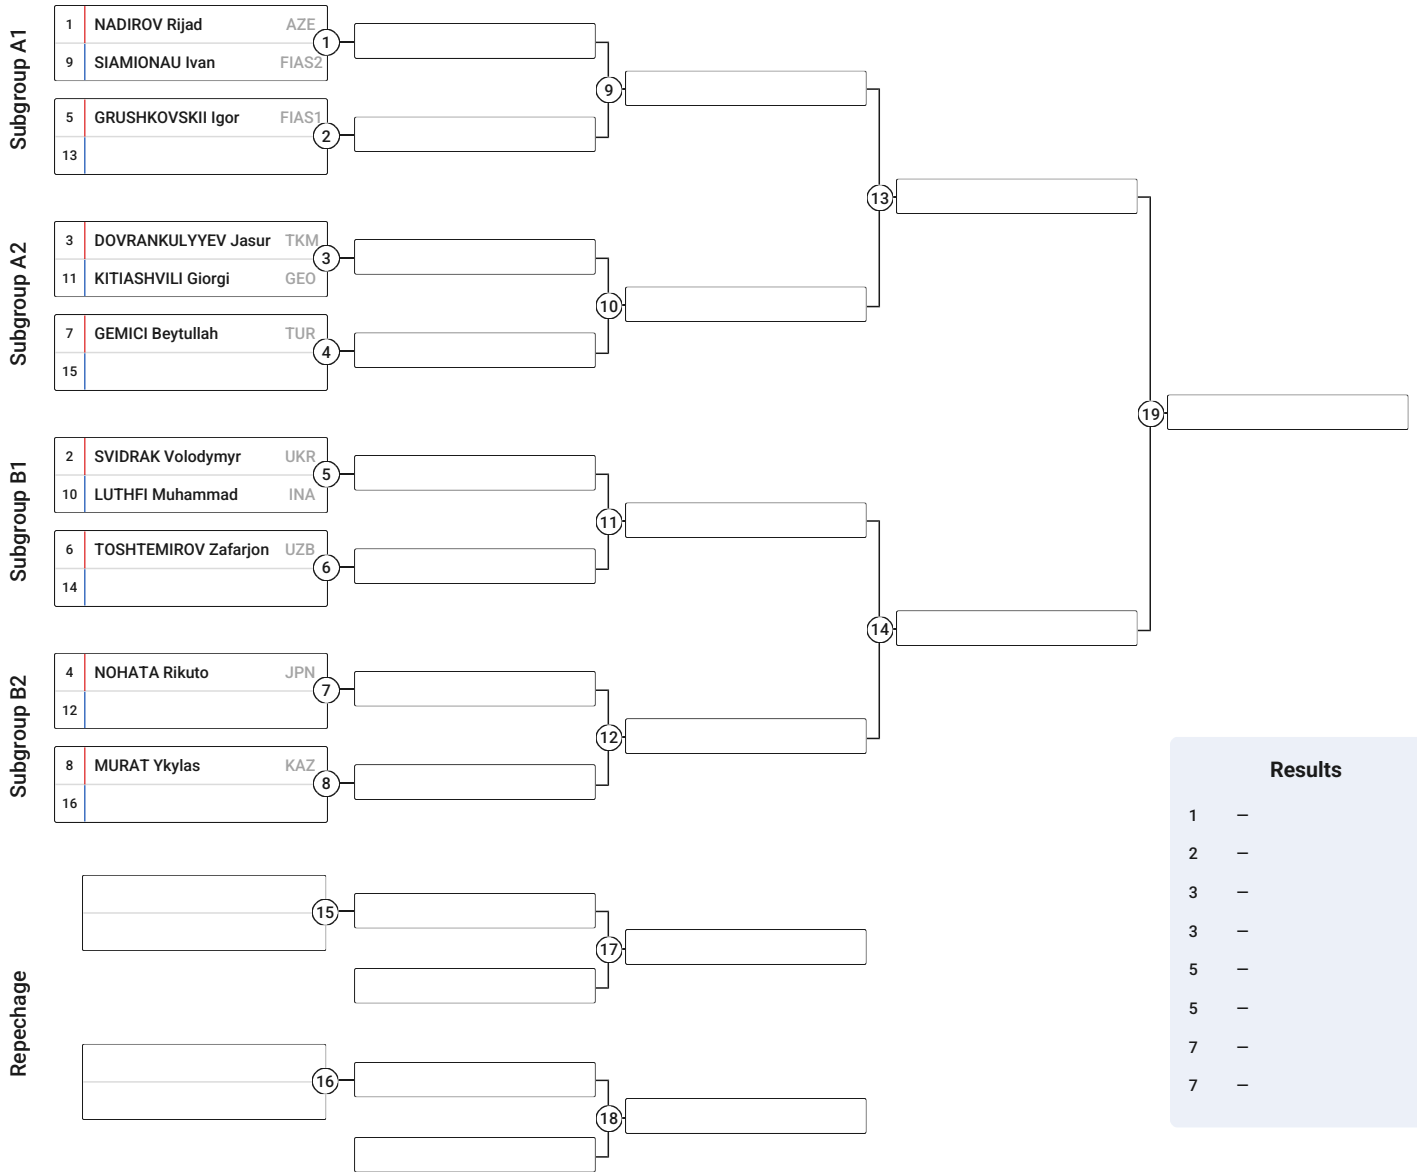 Subgroup A1
1 NADIROV Rijad AZE
9 SIAMIONAU Ivan FIAS2
1
5 GRUSHKOVSKII Igor FIAS1
13
2
9
Subgroup A2
3 DOVRANKULYYEV Jasur TKM
11 KITIASHVILI Giorgi GEO
3
7 GEMICI Beytullah TUR
15
4
10
13
Subgroup B1
2 SVIDRAK Volodymyr UKR
10 LUTHFI Muhammad INA
5
6 TOSHTEMIROV Zafarjon UZB
14
6
11
Subgroup B2
4 NOHATA Rikuto JPN
12
7
8 MURAT Ykylas KAZ
16
8
12
14
19
Repechage
15
17
16
18
Results
1 –
2 –
3 –
3 –
5 –
5 –
7 –
7 –